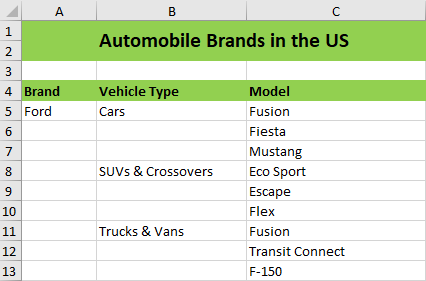 A B C
1 Automobile Brands in the US
2
3
4 Brand Vehicle Type Model
5 Ford Cars Fusion
6 Fiesta
7 Mustang
8 SUVs & Crossovers Eco Sport
9 Escape
10 Flex
11 Trucks & Vans Fusion
12 Transit Connect
13 F-150